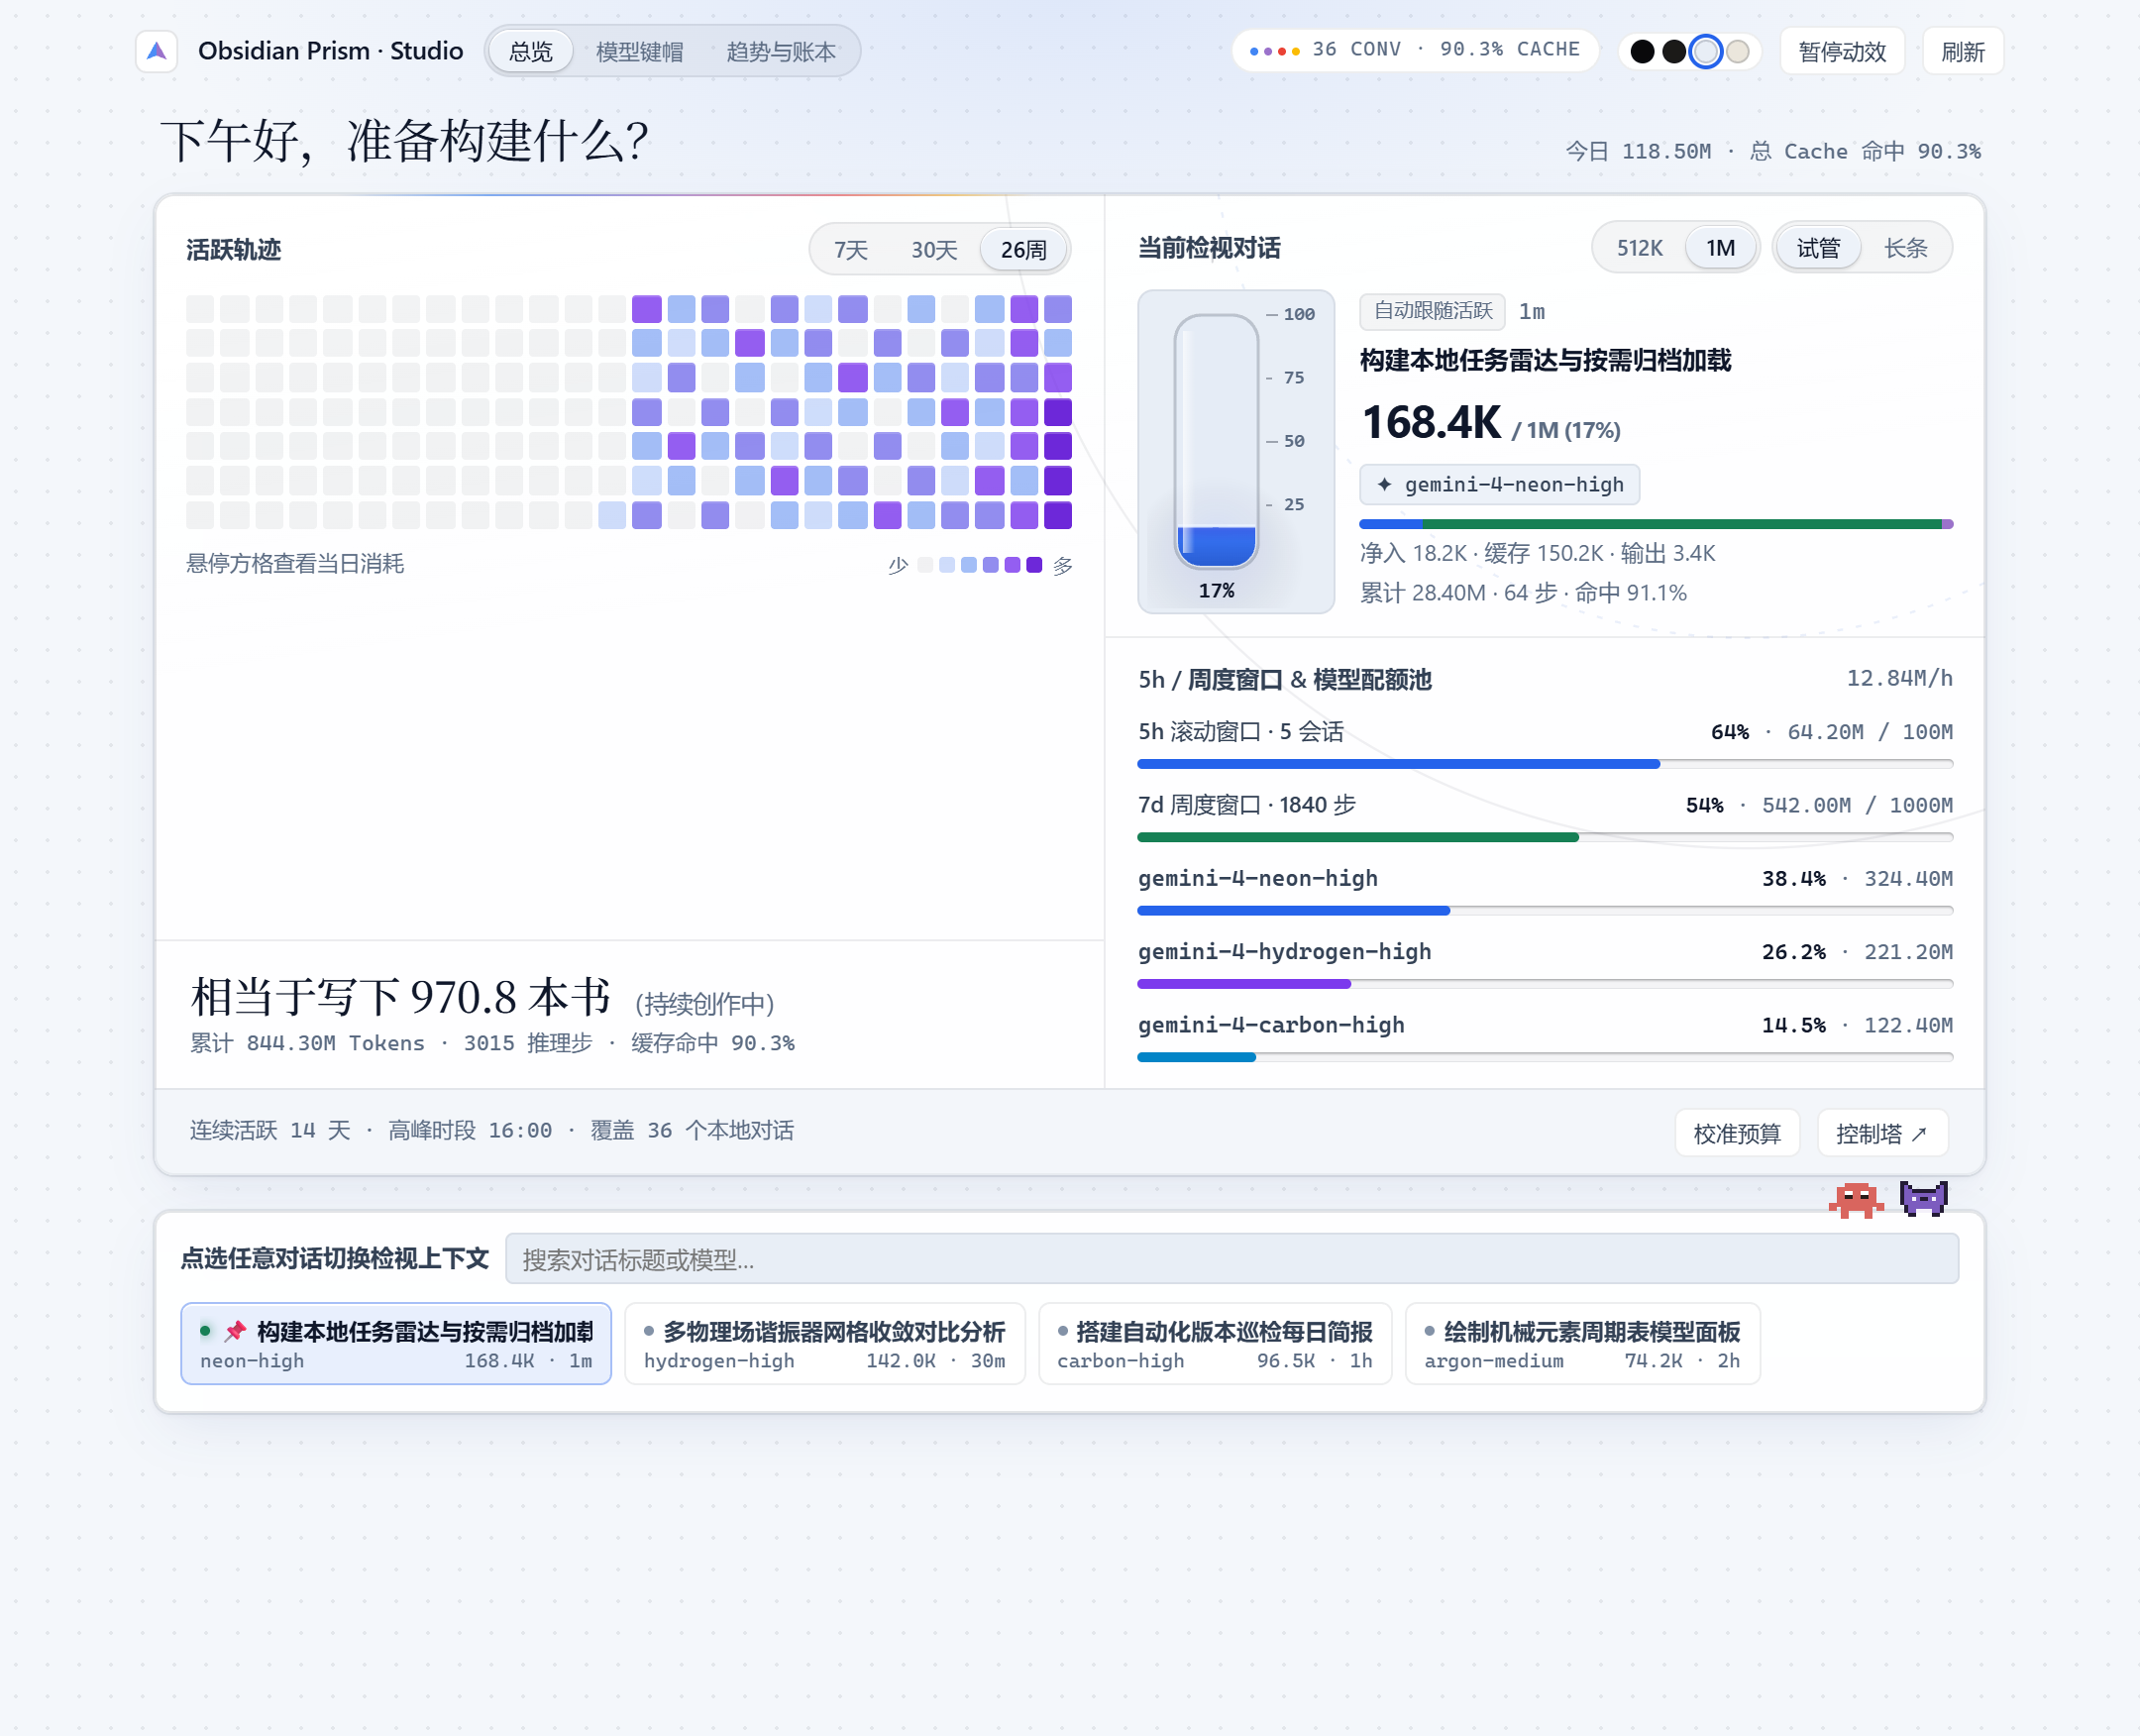 Obsidian Prism · Studio 总览 模型键帽 趋势与账本 36 CONV · 90.3% CACHE 暂停动效 刷新
下午好，准备构建什么？
今日 118.50M · 总 Cache 命中 90.3%
活跃轨迹 7天 30天 26周
悬停方格查看当日消耗 少 多
相当于写下 970.8 本书 (持续创作中)
累计 844.30M Tokens · 3015 推理步 · 缓存命中 90.3%
当前检视对话 512K 1M 试管 长条
100
75
50
25
17%
自动跟随活跃 1m
构建本地任务雷达与按需归档加载
168.4K / 1M (17%)
✦ gemini-4-neon-high
净入 18.2K · 缓存 150.2K · 输出 3.4K
累计 28.40M · 64 步 · 命中 91.1%
5h / 周度窗口 & 模型配额池 12.84M/h
5h 滚动窗口 · 5 会话 64% · 64.20M / 100M
7d 周度窗口 · 1840 步 54% · 542.00M / 1000M
gemini-4-neon-high 38.4% · 324.40M
gemini-4-hydrogen-high 26.2% · 221.20M
gemini-4-carbon-high 14.5% · 122.40M
连续活跃 14 天 · 高峰时段 16:00 · 覆盖 36 个本地对话 校准预算 控制塔 ↗
点选任意对话切换检视上下文 搜索对话标题或模型...
构建本地任务雷达与按需归档加载
neon-high 168.4K · 1m
多物理场谐振器网格收敛对比分析
hydrogen-high 142.0K · 30m
搭建自动化版本巡检每日简报
carbon-high 96.5K · 1h
绘制机械元素周期表模型面板
argon-medium 74.2K · 2h